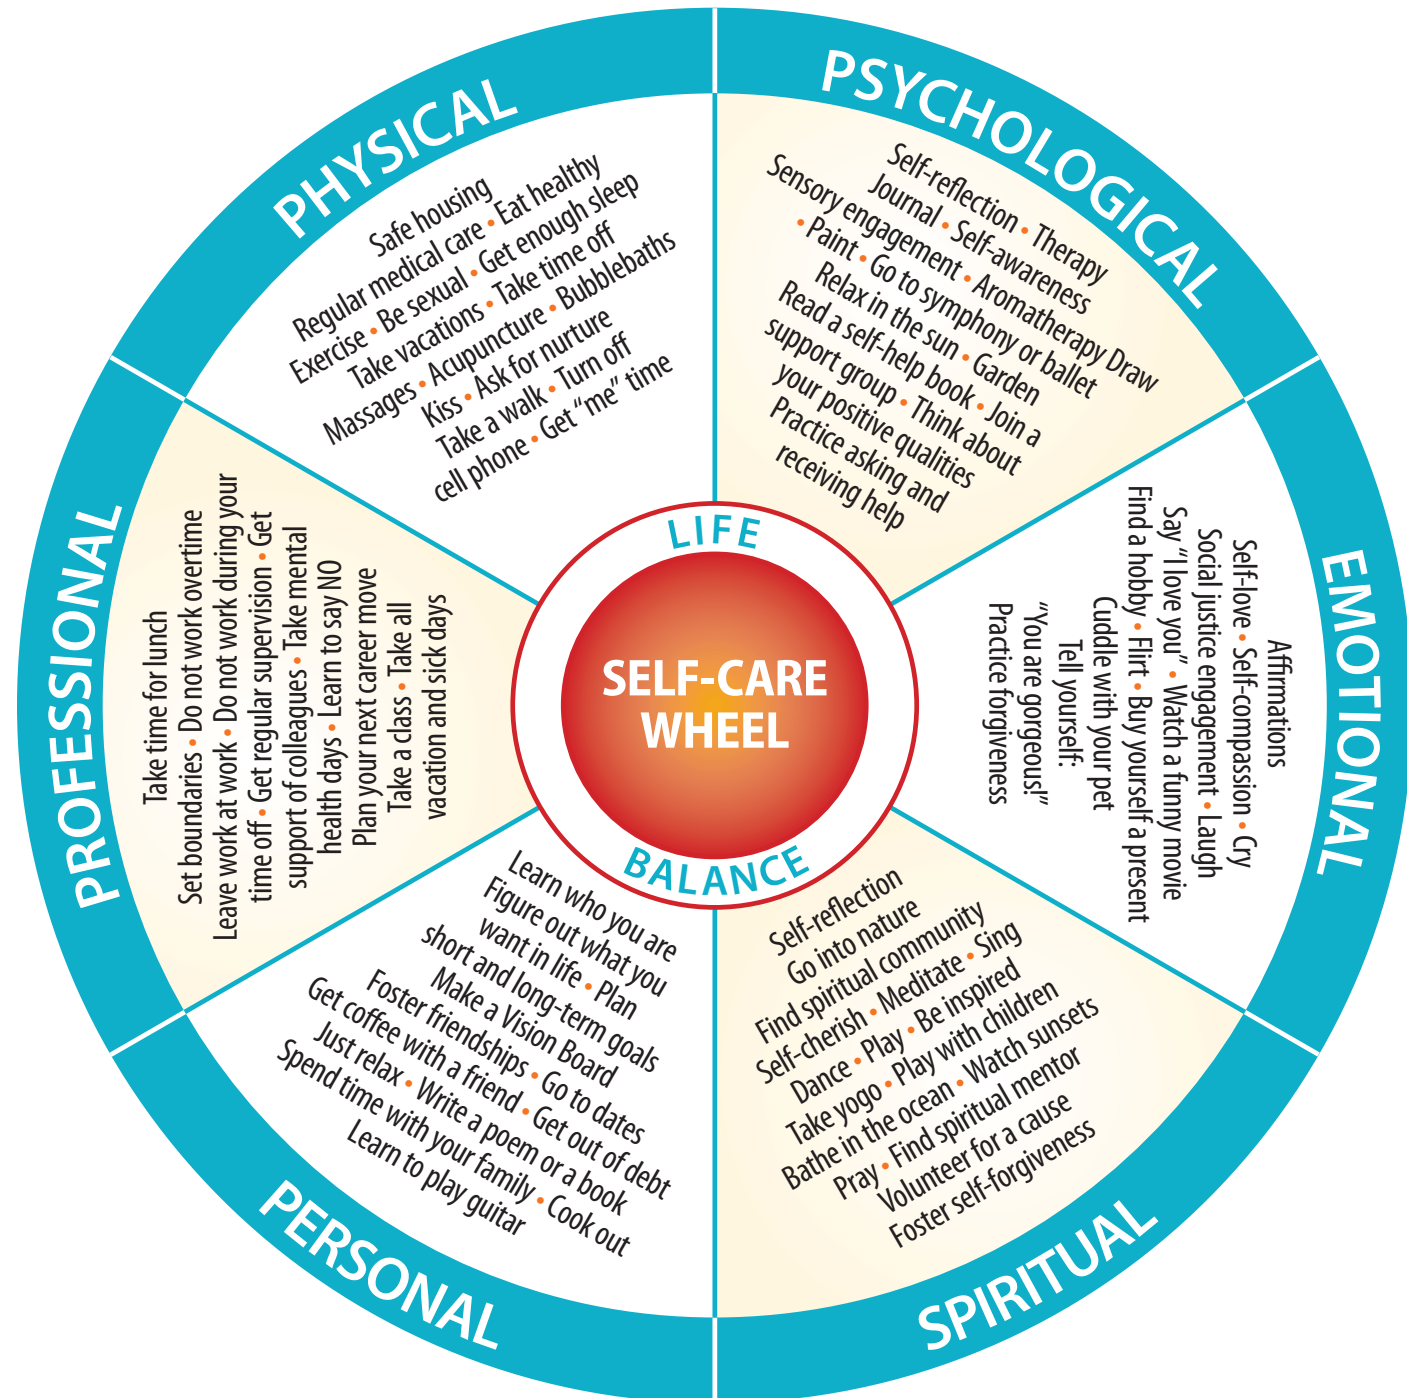 PHYSICAL
Safe housing
Regular medical care • Eat healthy
Exercise • Be sexual • Get enough sleep
Take vacations • Take time off
Massages • Acupuncture • Bubblebaths
Kiss • Ask for nurture
Take a walk • Turn off
cell phone • Get "me" time
PSYCHOLOGICAL
Self-reflection • Therapy
Journal • Self-awareness
Sensory engagement • Aromatherapy Draw
• Paint • Go to symphony or ballet
Relax in the sun • Garden
Read a self-help book • Join a
support group • Think about
your positive qualities
Practice asking and
receiving help
EMOTIONAL
Affirmations
Self-love • Self-compassion • Cry
Social justice engagement • Laugh
Say "I love you" • Watch a funny movie
Find a hobby • Flirt • Buy yourself a present
Cuddle with your pet
Tell yourself:
"You are gorgeous!"
Practice forgiveness
SPIRITUAL
Self-reflection
Go into nature
Find spiritual community
Self-cherish • Meditate • Sing
Dance • Play • Be inspired
Take yogo • Play with children
Bathe in the ocean • Watch sunsets
Pray • Find spiritual mentor
Volunteer for a cause
Foster self-forgiveness
PERSONAL
Learn who you are
Figure out what you
want in life • Plan
short and long-term goals
Make a Vision Board
Foster friendships • Go to dates
Get coffee with a friend • Get out of debt
Just relax • Write a poem or a book
Spend time with your family • Cook out
Learn to play guitar
PROFESSIONAL
Take time for lunch
Set boundaries • Do not work overtime
Leave work at work • Do not work during your
time off • Get regular supervision • Get
support of colleagues • Take mental
health days • Learn to say NO
Plan your next career move
Take a class • Take all
vacation and sick days
LIFE
SELF-CARE
WHEEL
BALANCE